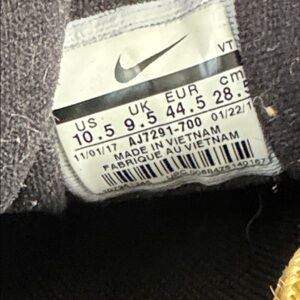 VT
US UK EUR cm
10.5 9.5 44.5 28.5
11/01/17 AJ7291-700 01/22/1
MADE IN VIETNAM
FABRIQUE AU VIETNAM